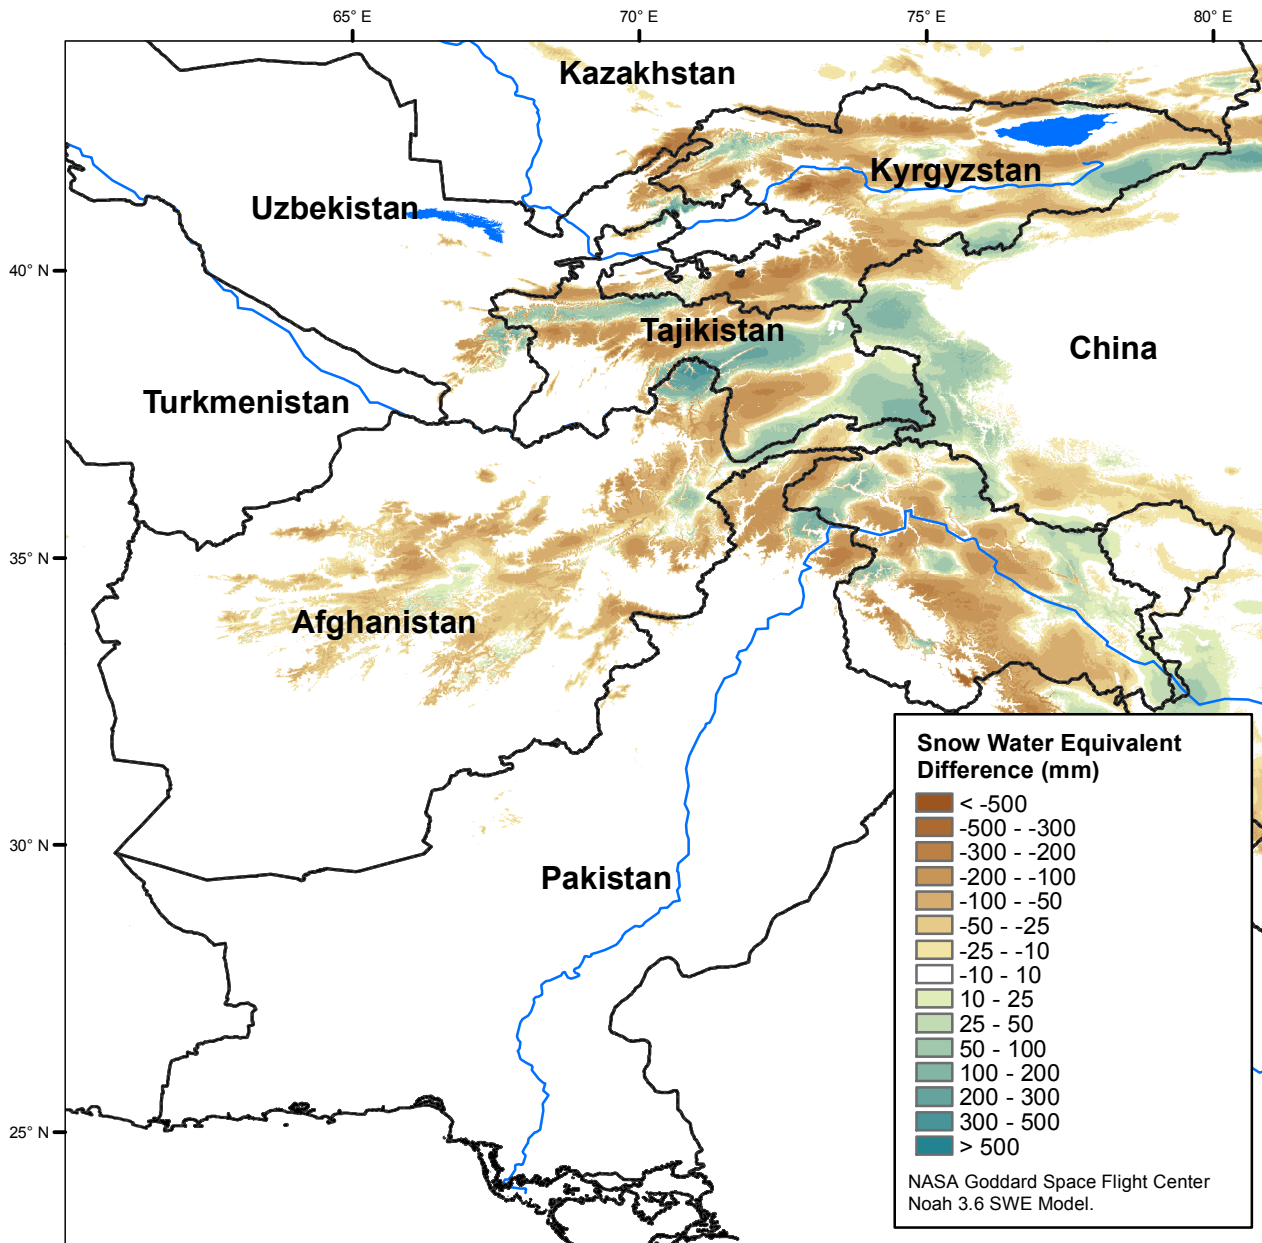 65° E
70° E
75° E
80° E
Kazakhstan
Kyrgyzstan
Uzbekistan
40° N
Tajikistan
China
Turkmenistan
35° N
Afghanistan
30° N
Pakistan
25° N
Snow Water Equivalent
Difference (mm)
< -500
-500 - -300
-300 - -200
-200 - -100
-100 - -50
-50 - -25
-25 - -10
-10 - 10
10 - 25
25 - 50
50 - 100
100 - 200
200 - 300
300 - 500
> 500
NASA Goddard Space Flight Center
Noah 3.6 SWE Model.